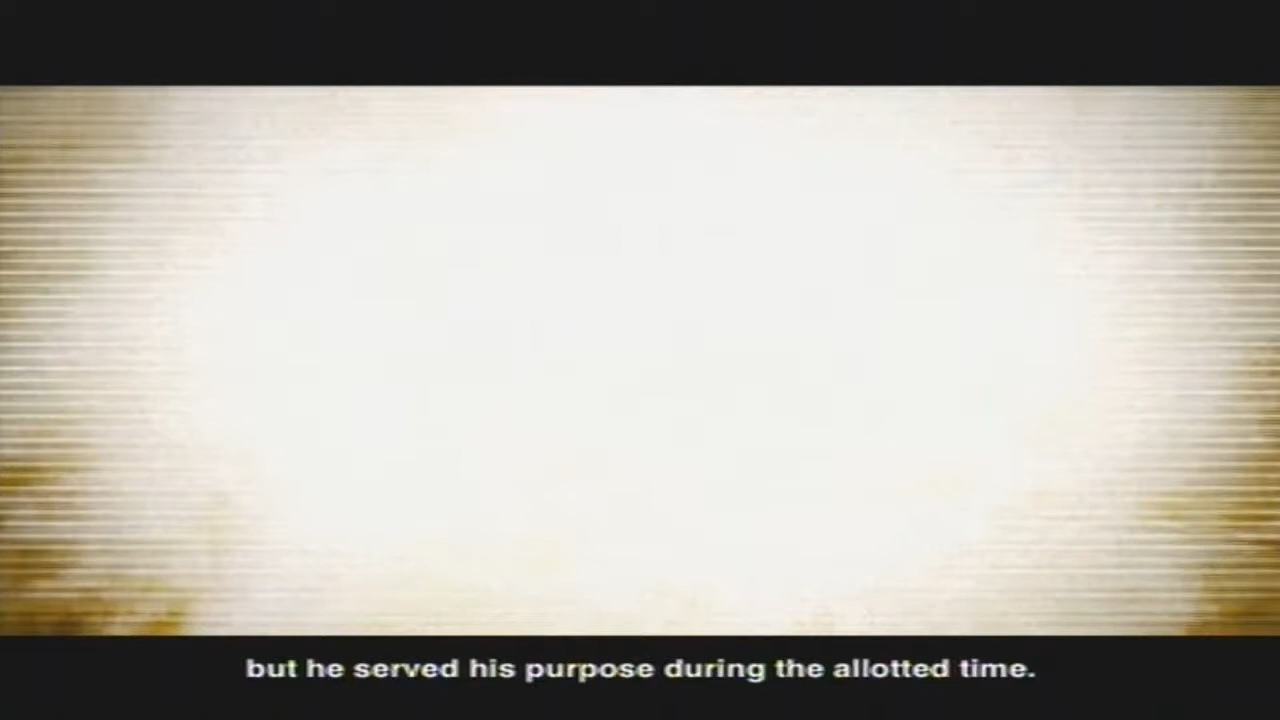 but he served his purpose during the allotted time.